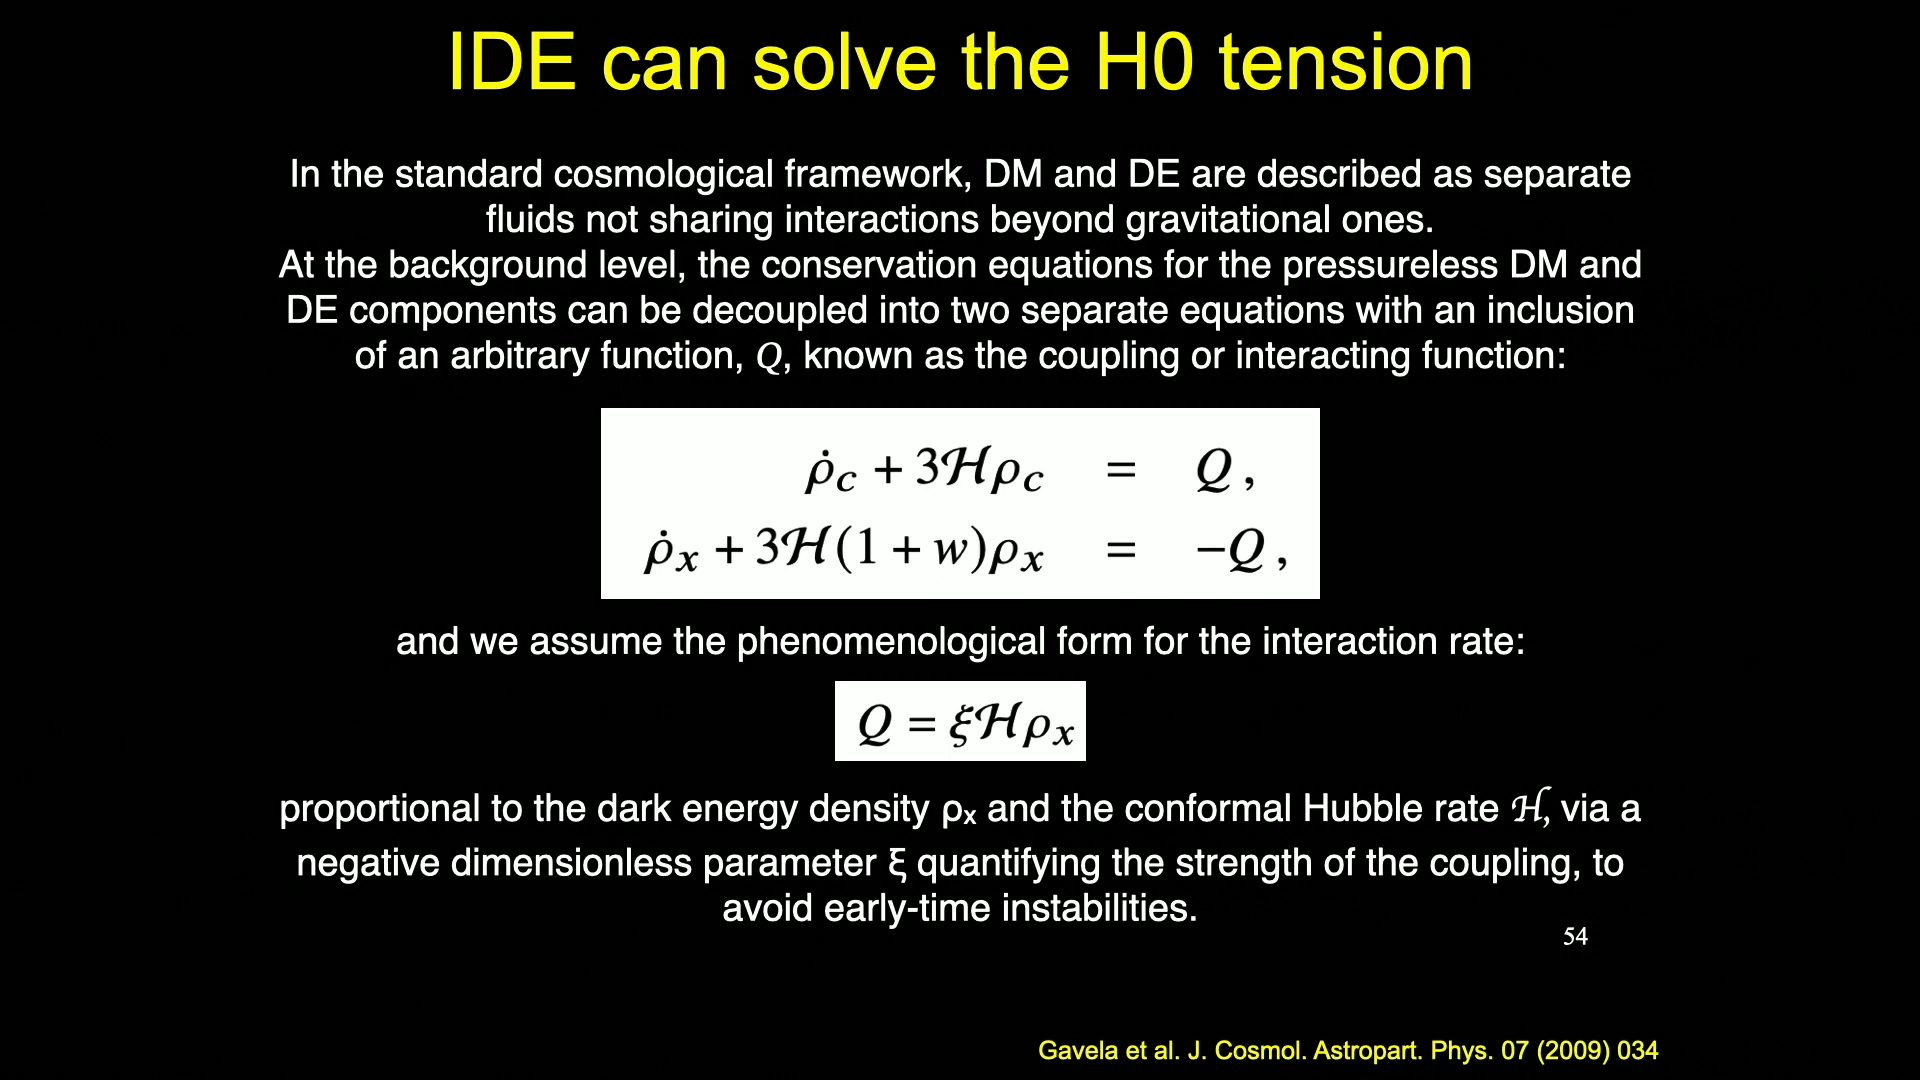 IDE can solve the H0 tension
In the standard cosmological framework, DM and DE are described as separate
fluids not sharing interactions beyond gravitational ones.
At the background level, the conservation equations for the pressureless DM and
DE components can be decoupled into two separate equations with an inclusion
of an arbitrary function, Q, known as the coupling or interacting function:
ρ̇c + 3ℋρc = Q ,
ρ̇x + 3ℋ(1 + w)ρx = −Q ,
and we assume the phenomenological form for the interaction rate:
Q = ξℋρx
proportional to the dark energy density ρx and the conformal Hubble rate ℋ, via a
negative dimensionless parameter ξ quantifying the strength of the coupling, to
avoid early-time instabilities.
54
Gavela et al. J. Cosmol. Astropart. Phys. 07 (2009) 034